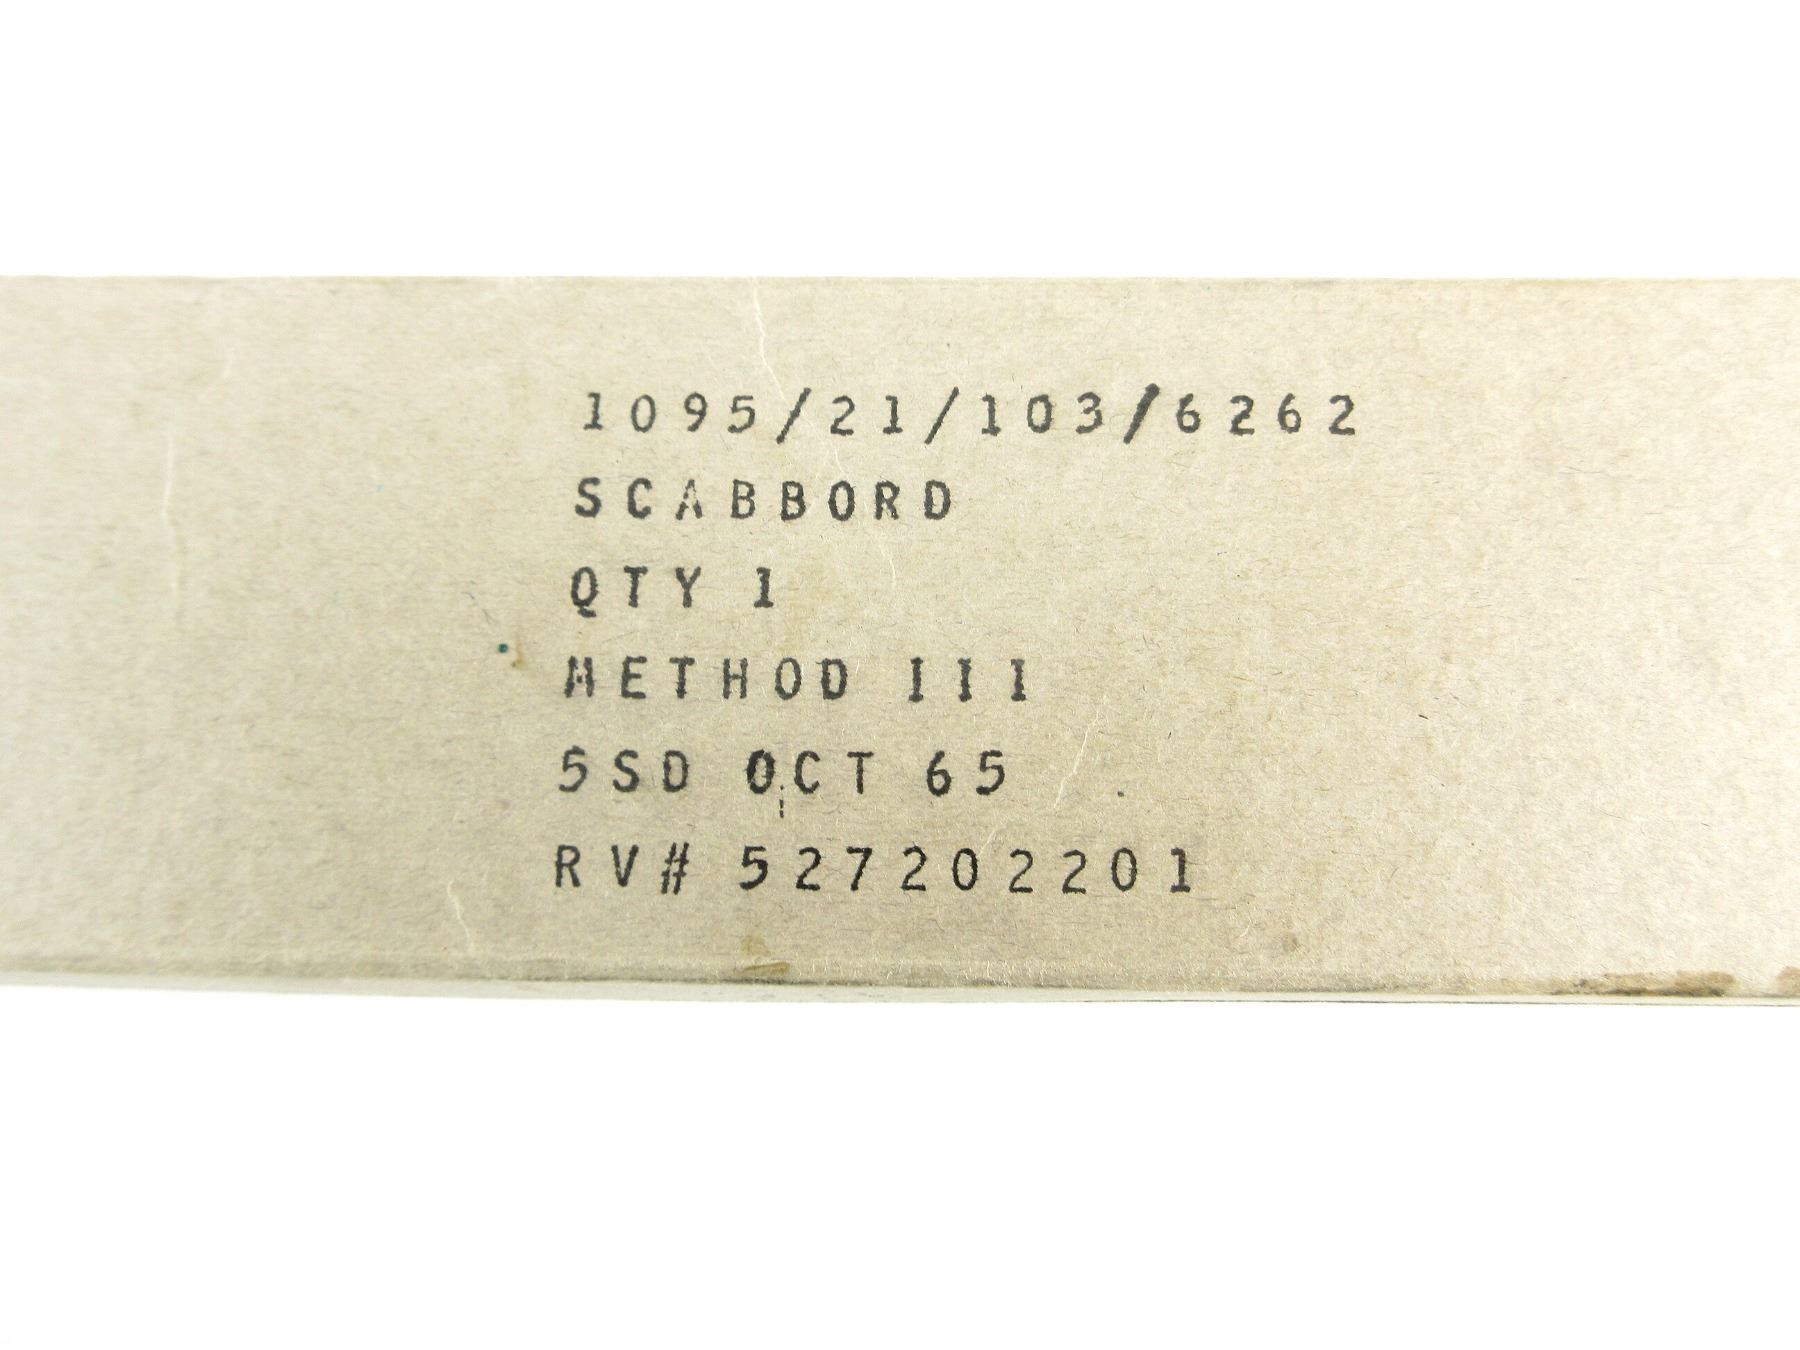 1095/21/103/6262
SCABBORD
QTY 1
METHOD III
5SD OCT 65
RV# 527202201